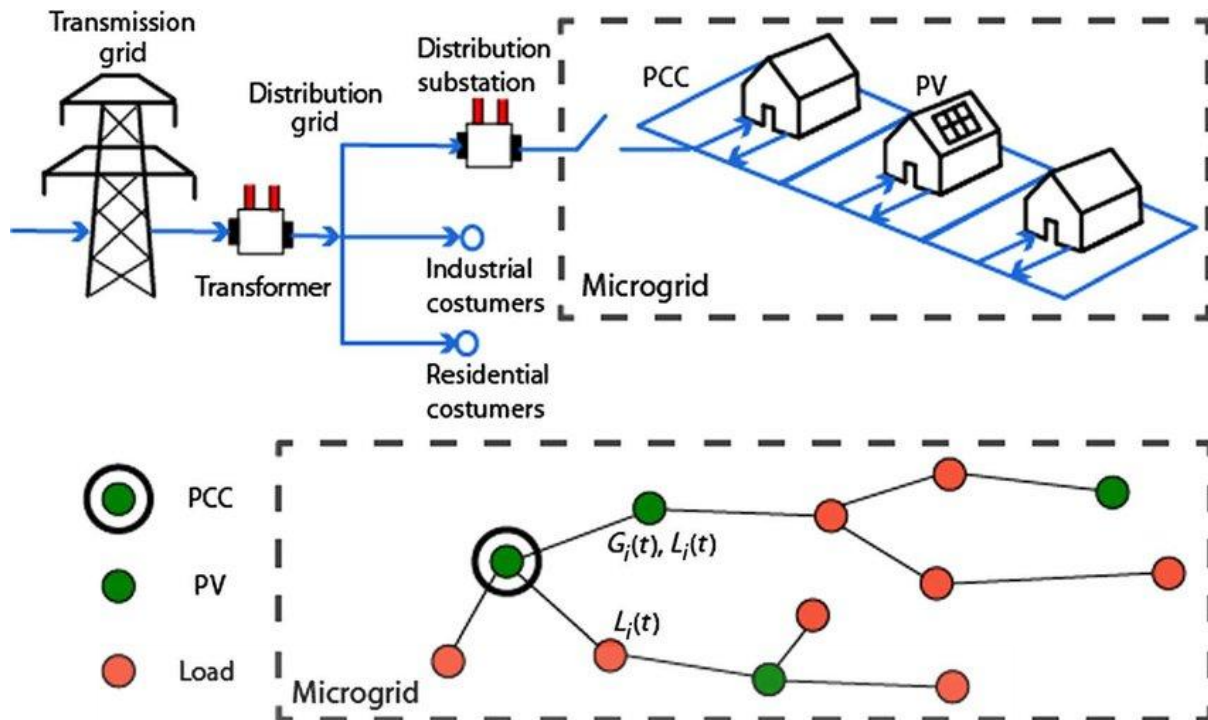 Transmission
grid
Distribution
grid
Distribution
substation
PCC
PV
Transformer
Industrial
costumers
Microgrid
Residential
costumers
PCC
PV
Load
G_i(t), L_i(t)
L_i(t)
Microgrid